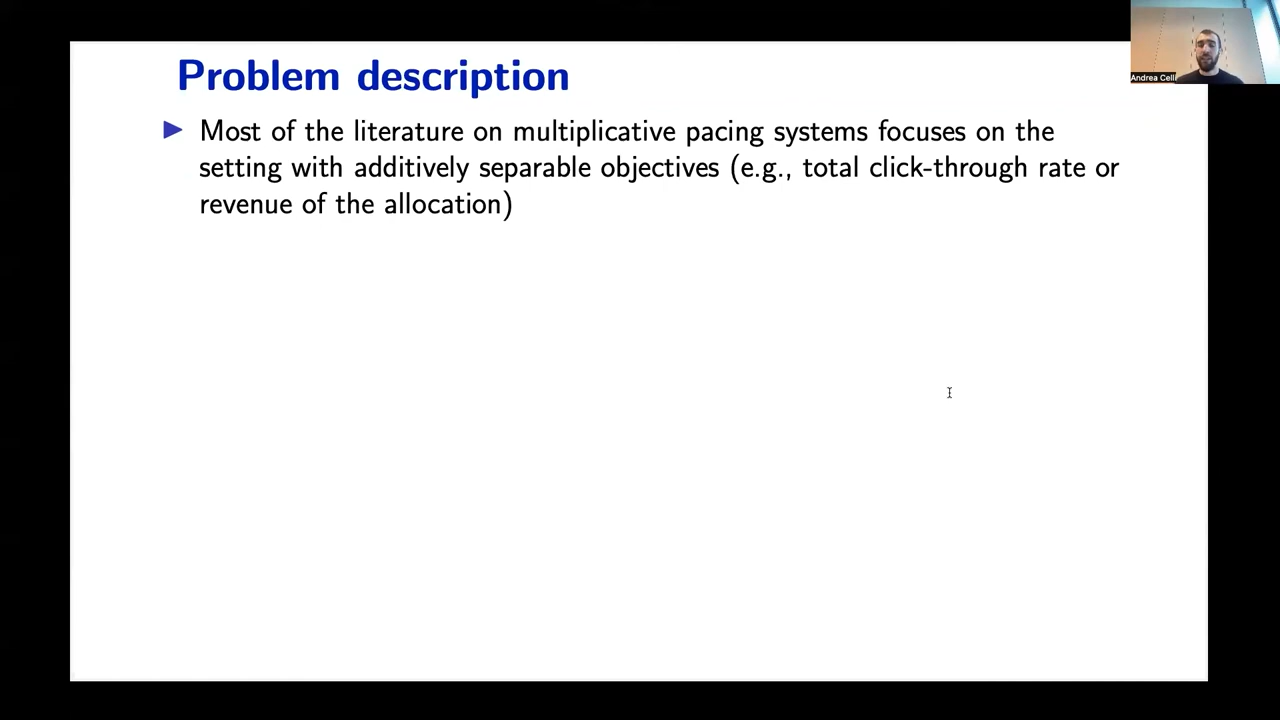 Problem description
Most of the literature on multiplicative pacing systems focuses on the
setting with additively separable objectives (e.g., total click-through rate or
revenue of the allocation)
Andrea Celli